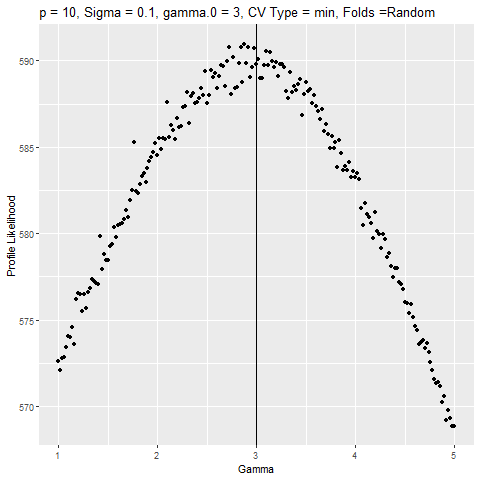 p = 10, Sigma = 0.1, gamma.0 = 3, CV Type = min, Folds =Random
Profile Likelihood
590
585
580
575
570
1 2 3 4 5
Gamma